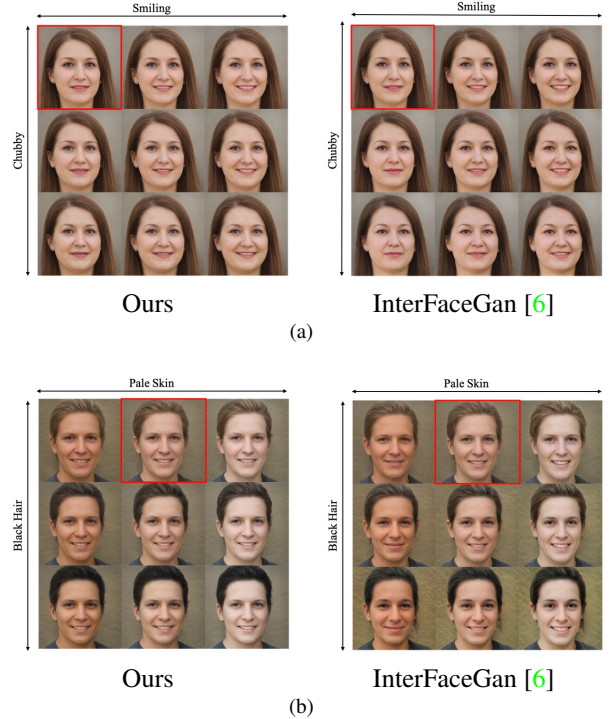 Smiling
Smiling
Chubby
Chubby
Ours
InterFaceGan [6]
(a)
Pale Skin
Pale Skin
Black Hair
Black Hair
Ours
InterFaceGan [6]
(b)